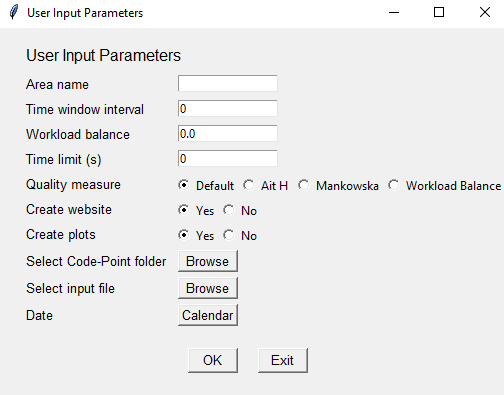 User Input Parameters
User Input Parameters
Area name
Time window interval 0
Workload balance 0.0
Time limit (s) 0
Quality measure Default Ait H Mankowska Workload Balance
Create website Yes No
Create plots Yes No
Select Code-Point folder Browse
Select input file Browse
Date Calendar
OK Exit